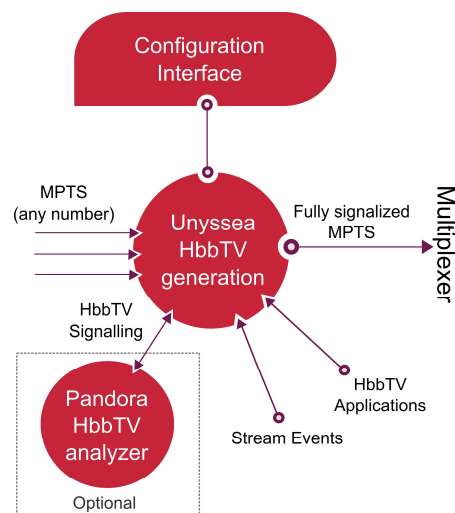 Configuration
Interface
MPTS
(any number)
Unyssea
HbbTV
generation
Fully signalized
MPTS
Multiplexer
HbbTV
Signalling
Pandora
HbbTV
analyzer
Optional
HbbTV
Applications
Stream Events